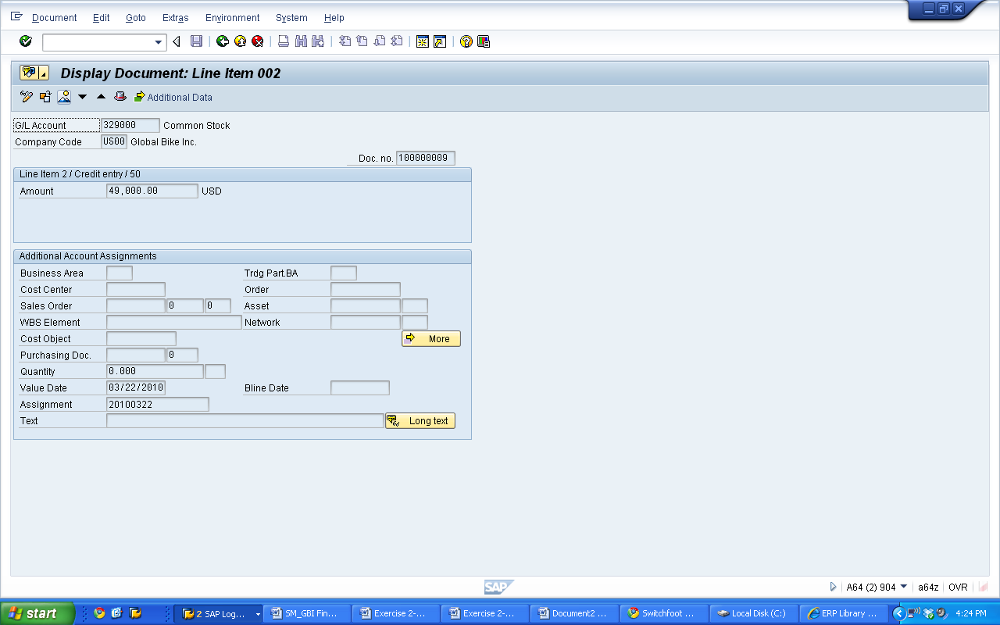 Document Edit Goto Extras Environment System Help
Display Document: Line Item 002
Additional Data
G/L Account 329000 Common Stock
Company Code US00 Global Bike Inc.
Doc. no. 100000009
Line Item 2 / Credit entry / 50
Amount 49,000.00 USD
Additional Account Assignments
Business Area Trdg Part.BA
Cost Center Order
Sales Order 0 0 Asset
WBS Element Network
Cost Object More
Purchasing Doc. 0
Quantity 0.000
Value Date 03/22/2010 Bline Date
Assignment 20100322
Text Long text
SAP
A64 (2) 904 a64z OVR
start 2 SAP Log... SM_GBI Fin... Exercise 2-... Exercise 2-... Document2 ... Switchfoot ... Local Disk (C:) ERP Library ... 4:24 PM